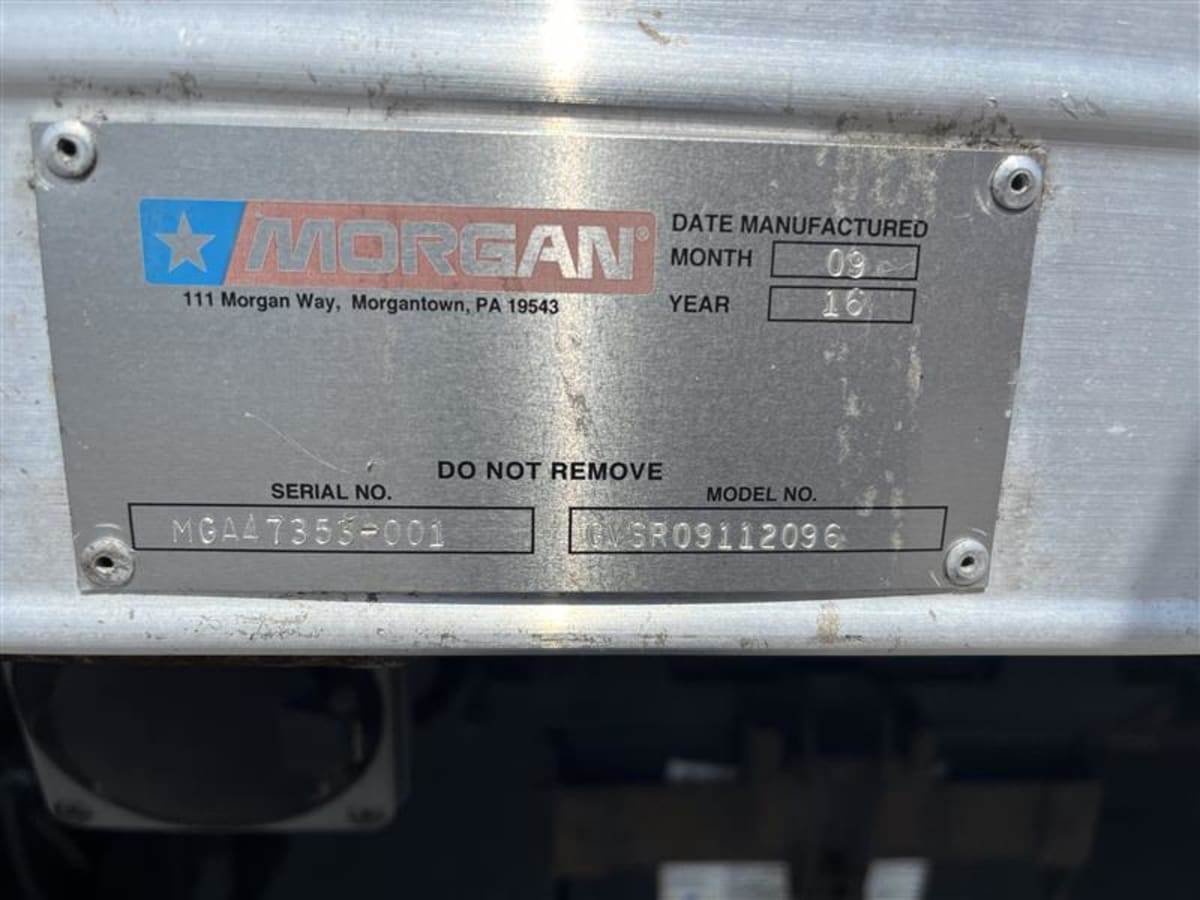 MORGAN®
111 Morgan Way, Morgantown, PA 19543
DATE MANUFACTURED
MONTH 09
YEAR 16
DO NOT REMOVE
SERIAL NO.
MGA47353-001
MODEL NO.
GVSR09112096